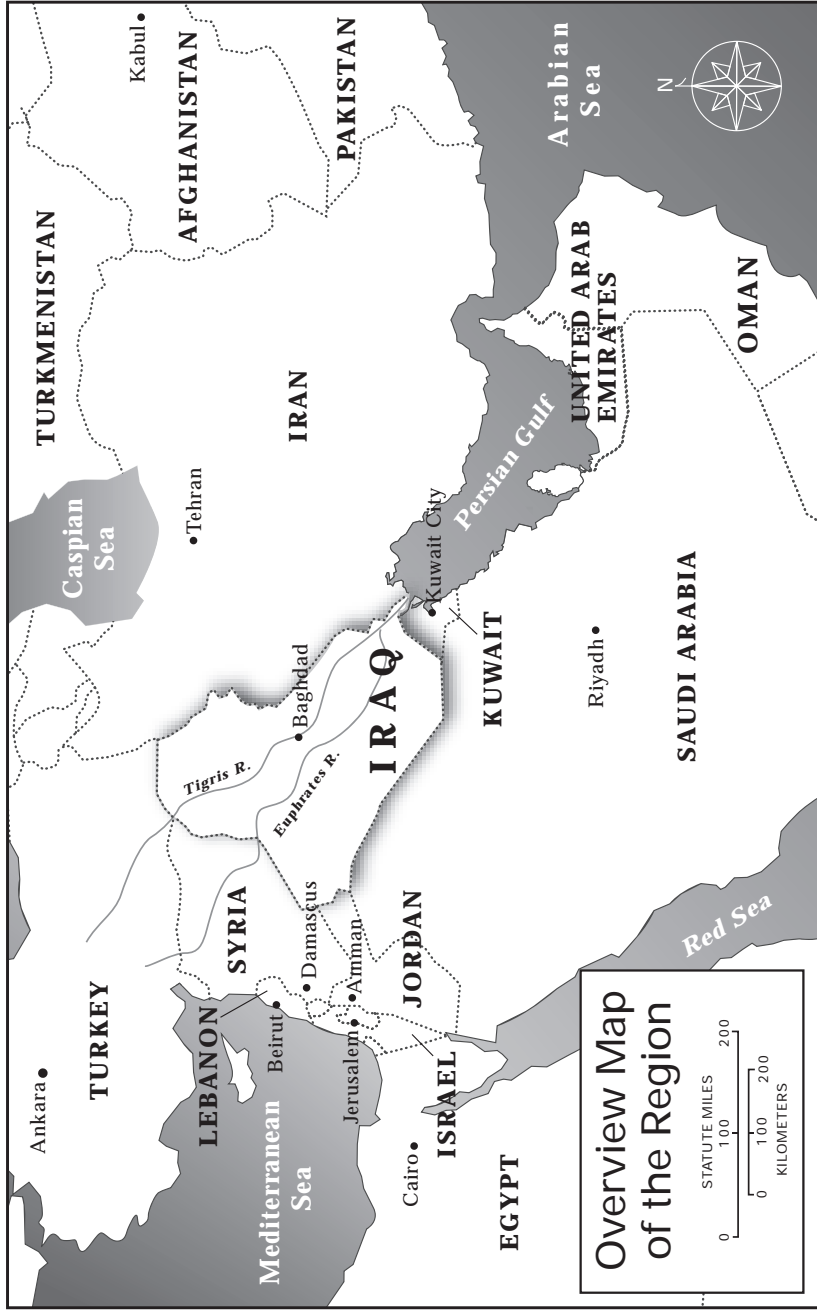 Kabul
AFGHANISTAN
PAKISTAN
Arabian
Sea
N
TURKMENISTAN
IRAN
UNITED ARAB
EMIRATES
OMAN
Caspian
Sea
Tehran
Persian Gulf
Kuwait City
KUWAIT
Baghdad
IRAQ
Tigris R.
Euphrates R.
Riyadh
SAUDI ARABIA
SYRIA
Damascus
Amman
JORDAN
Red Sea
Ankara
TURKEY
LEBANON
Beirut
Jerusalem
ISRAEL
Mediterranean
Sea
Cairo
EGYPT
Overview Map
of the Region
STATUTE MILES
0 100 200
0 100 200
KILOMETERS